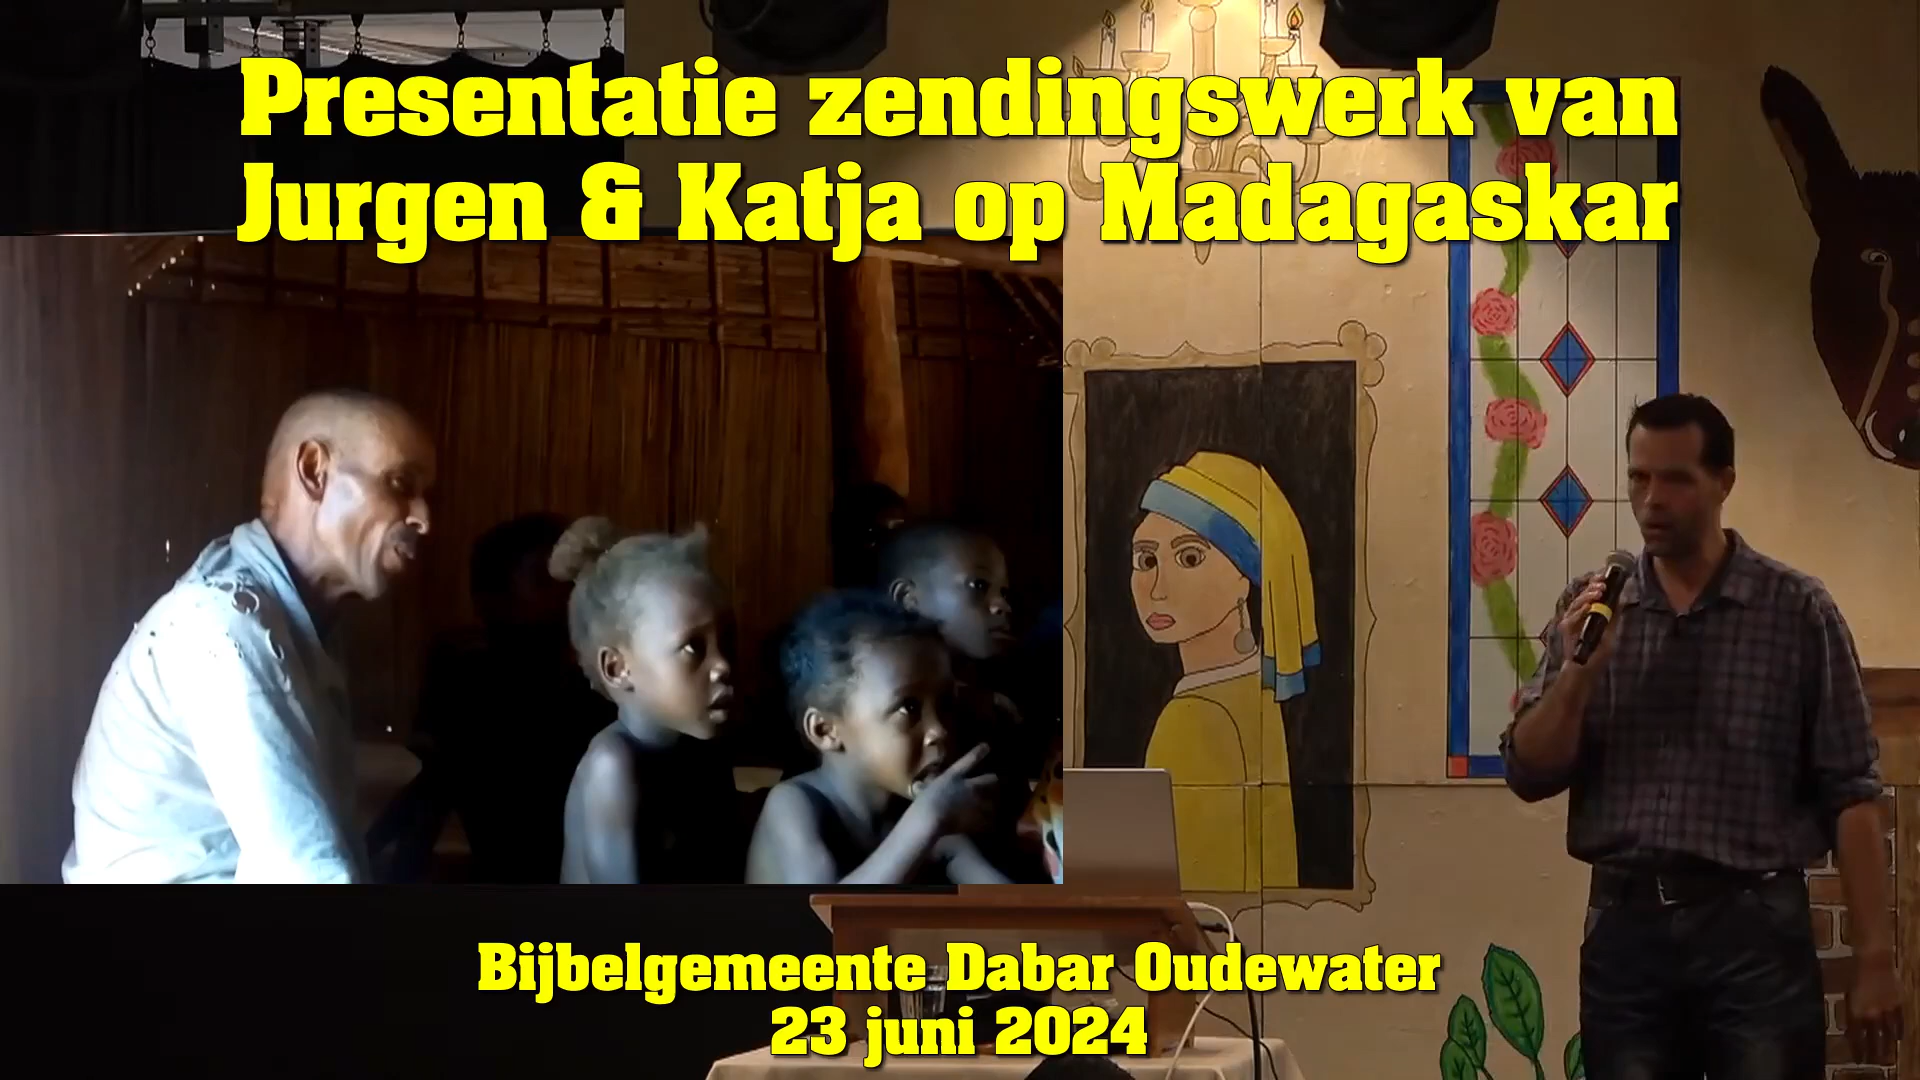 Presentatie zendingswerk van
Jurgen & Katja op Madagaskar
Bijbelgemeente Dabar Oudewater
23 juni 2024